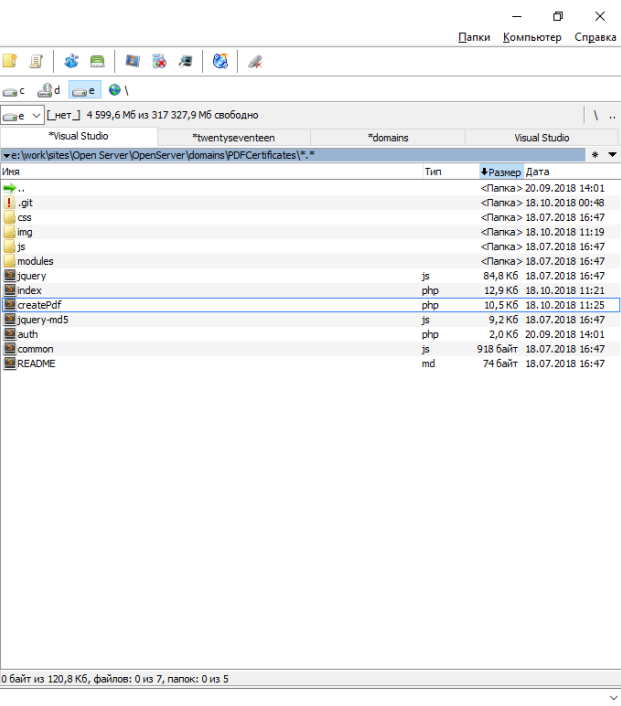 Папки Компьютер Справка
c d e \
e [_нет_] 4 599,6 Мб из 317 327,9 Мб свободно \ ..
*Visual Studio *twentyseventeen *domains Visual Studio
e:\work\sites\Open Server\OpenServer\domains\PDFCertificates\*.* *
Имя Тип Размер Дата
.. <Папка> 20.09.2018 14:01
.git <Папка> 18.10.2018 00:48
css <Папка> 18.07.2018 16:47
img <Папка> 18.10.2018 11:19
js <Папка> 18.07.2018 16:47
modules <Папка> 18.07.2018 16:47
jquery js 84,8 Кб 18.07.2018 16:47
index php 12,9 Кб 18.10.2018 11:21
createPdf php 10,5 Кб 18.10.2018 11:25
jquery-md5 js 9,2 Кб 18.07.2018 16:47
auth php 2,0 Кб 20.09.2018 14:01
common js 918 байт 18.07.2018 16:47
README md 74 байт 18.07.2018 16:47
0 байт из 120,8 Кб, файлов: 0 из 7, папок: 0 из 5